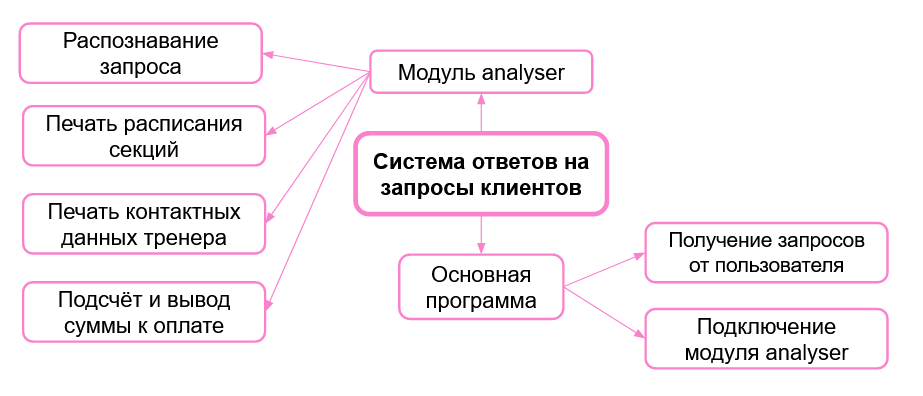 Распознавание
запроса
Модуль analyser
Печать расписания
секций
Система ответов на
запросы клиентов
Печать контактных
данных тренера
Получение запросов
от пользователя
Основная
программа
Подсчёт и вывод
суммы к оплате
Подключение
модуля analyser